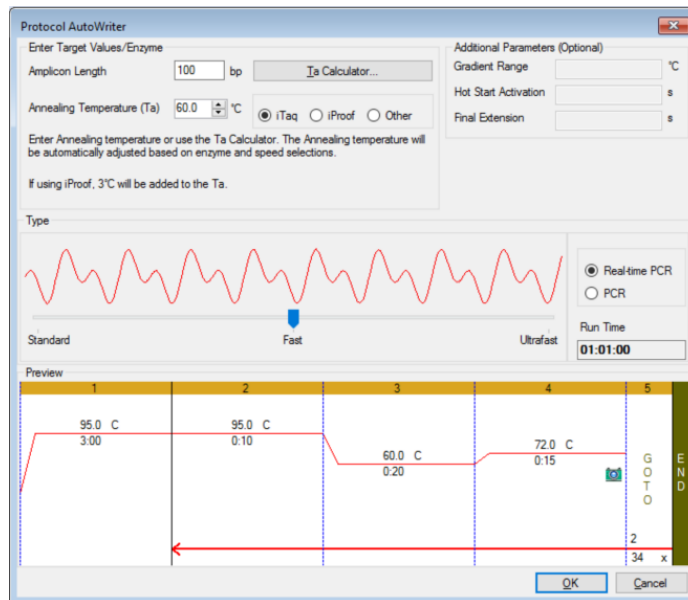 Protocol AutoWriter
Enter Target Values/Enzyme
Amplicon Length 100 bp Ta Calculator...
Annealing Temperature (Ta) 60.0 °C iTaq iProof Other
Enter Annealing temperature or use the Ta Calculator. The Annealing temperature will
be automatically adjusted based on enzyme and speed selections.
If using iProof, 3°C will be added to the Ta.
Additional Parameters (Optional)
Gradient Range °C
Hot Start Activation s
Final Extension s
Type
Standard Fast Ultrafast
Real-time PCR
PCR
Run Time
01:01:00
Preview
1 2 3 4 5
95.0 C
3:00
95.0 C
0:10
60.0 C
0:20
72.0 C
0:15
GOTO
2
34 x
END
OK Cancel